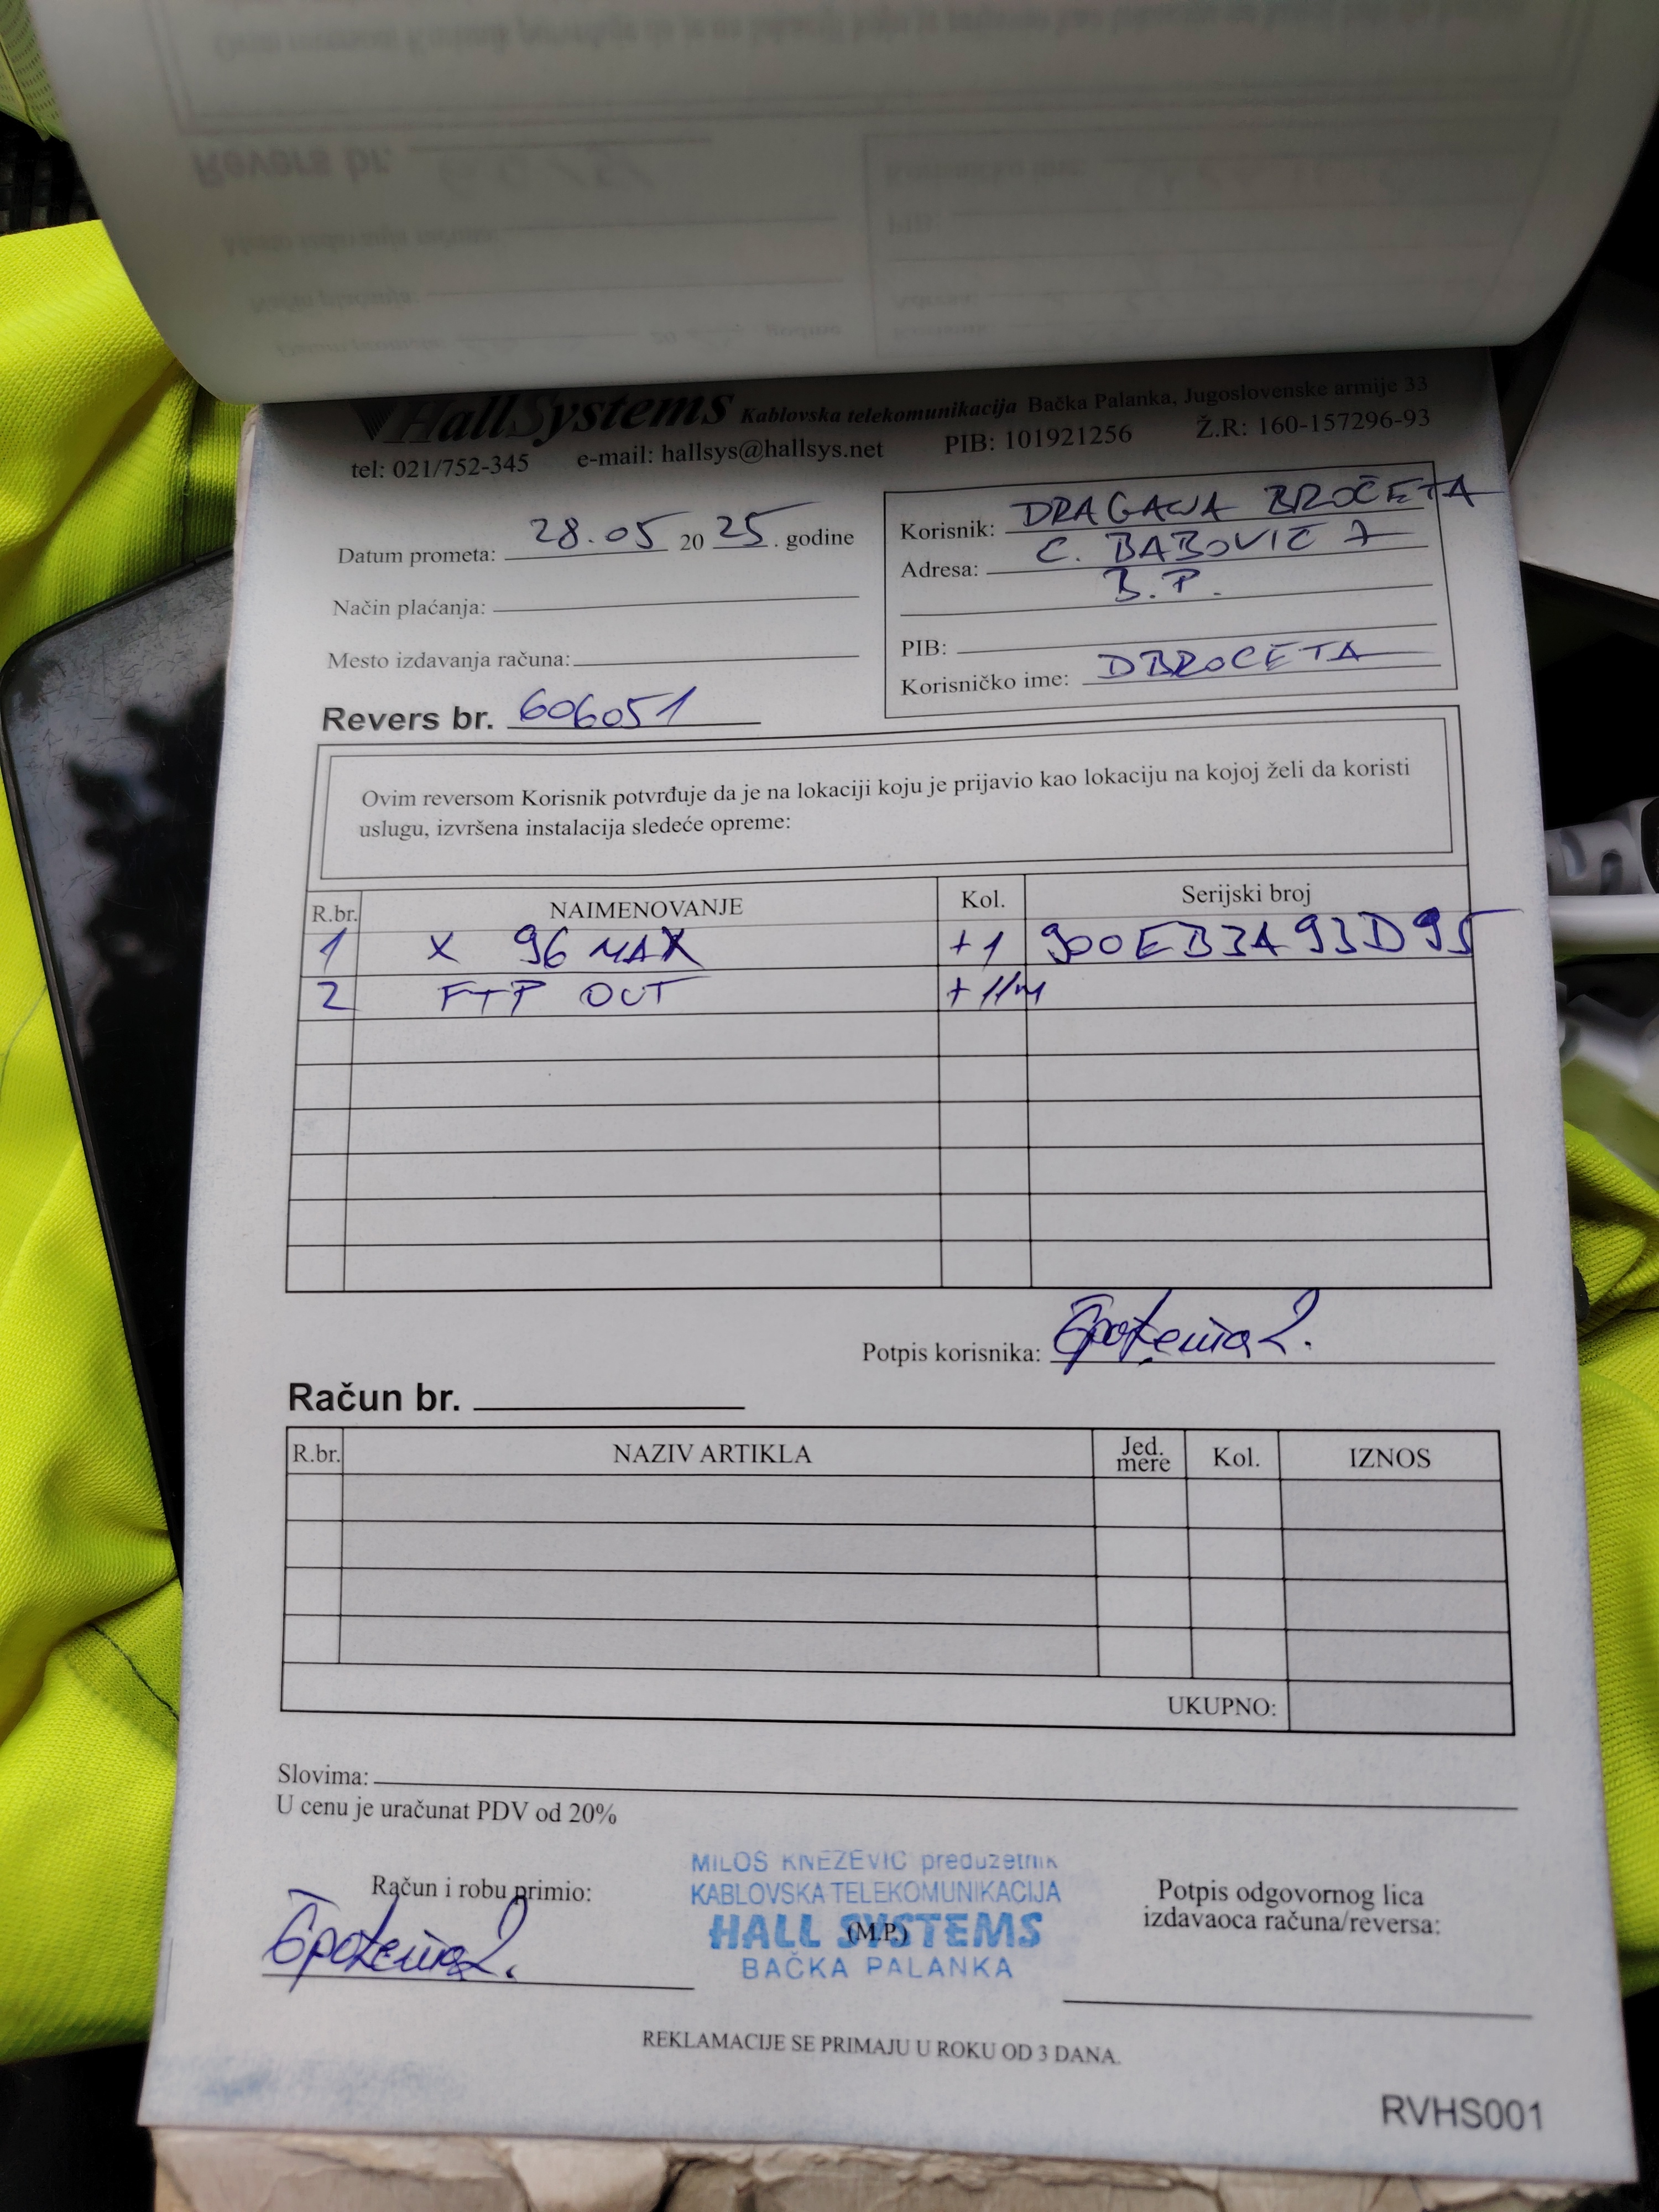 HallSystems Kablovska telekomunikacija Bačka Palanka, Jugoslovenske armije 33
tel: 021/752-345 e-mail: hallsys@hallsys.net PIB: 101921256 Ž.R: 160-157296-93
Datum prometa: 28.05 2025. godine
Način plaćanja:
Mesto izdavanja računa:
Revers br. 606051
Korisnik: DRAGANA BROČETA
Adresa: C. BABOVIĆ 7
B.P.
PIB:
Korisničko ime: DBROCETA
Ovim reversom Korisnik potvrđuje da je na lokaciji koju je prijavio kao lokaciju na kojoj želi da koristi
uslugu, izvršena instalacija sledeće opreme:
R.br. NAIMENOVANJE Kol. Serijski broj
1 X 96 MAX +1 900EB3A93D95
2 FTP OUT +11m
Potpis korisnika:
Račun br.
R.br. NAZIV ARTIKLA Jed. mere Kol. IZNOS
UKUPNO:
Slovima:
U cenu je uračunat PDV od 20%
Račun i robu primio:
MILOŠ KNEŽEVIĆ preduzetnik
KABLOVSKA TELEKOMUNIKACIJA
HALL SYSTEMS
(M.P.)
BAČKA PALANKA
Potpis odgovornog lica
izdavaoca računa/reversa:
REKLAMACIJE SE PRIMAJU U ROKU OD 3 DANA.
RVHS001